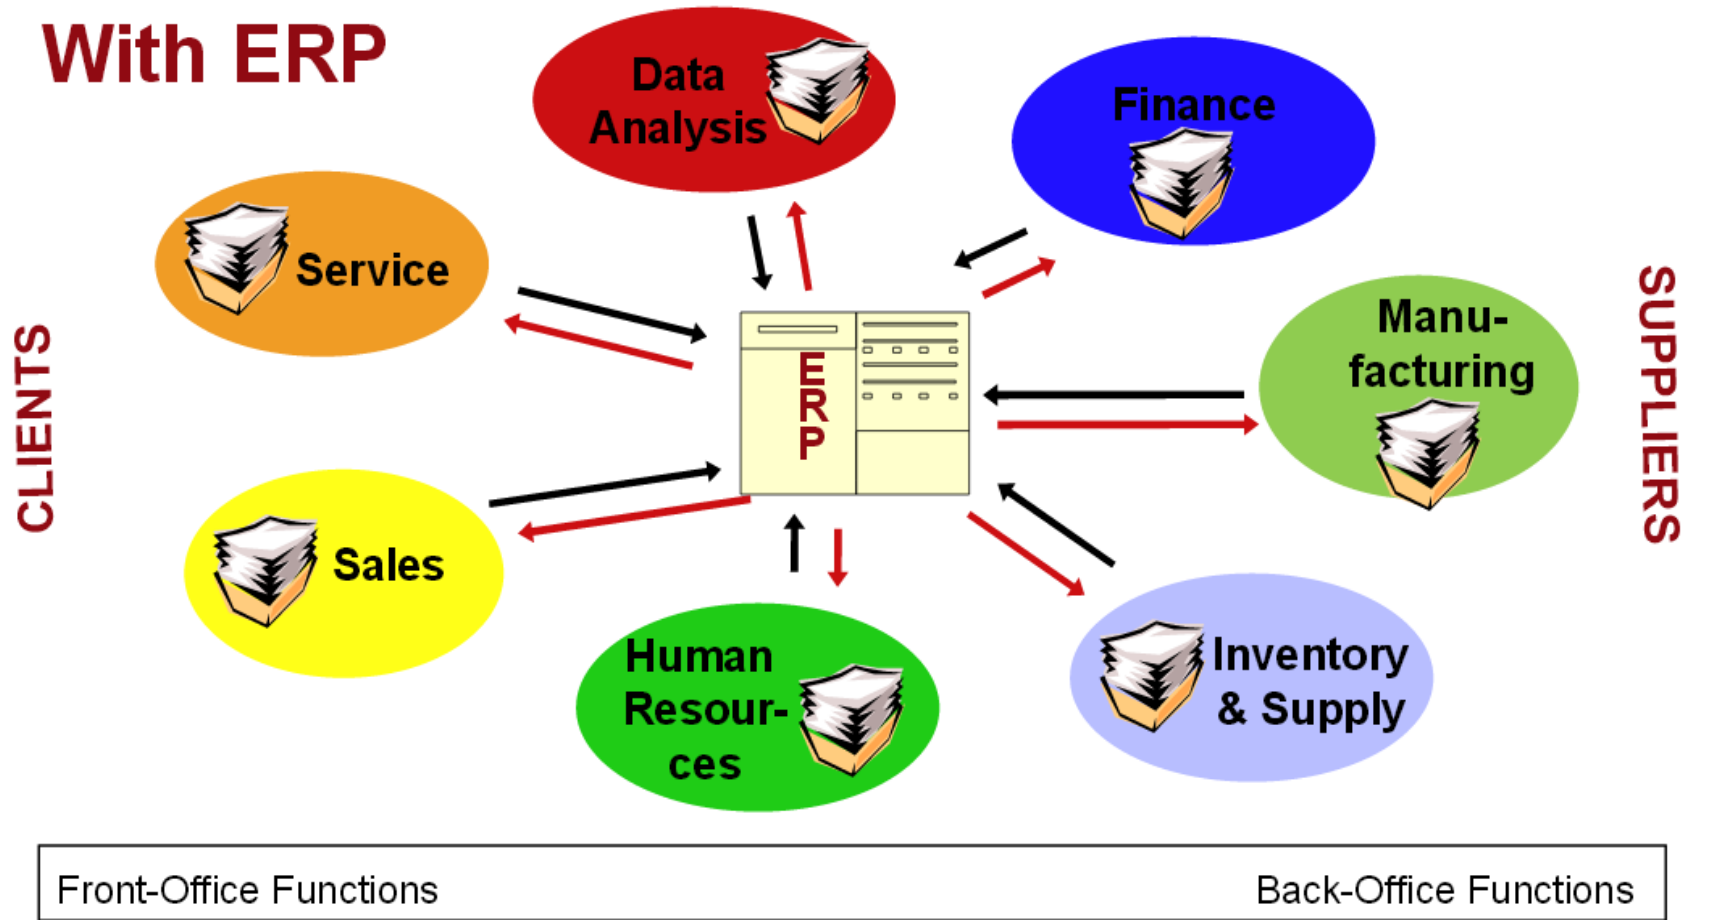 With ERP
Data
Analysis
Finance
Service
Manu-
facturing
CLIENTS
SUPPLIERS
E
R
P
Sales
Human
Resour-
ces
Inventory
& Supply
Front-Office Functions
Back-Office Functions